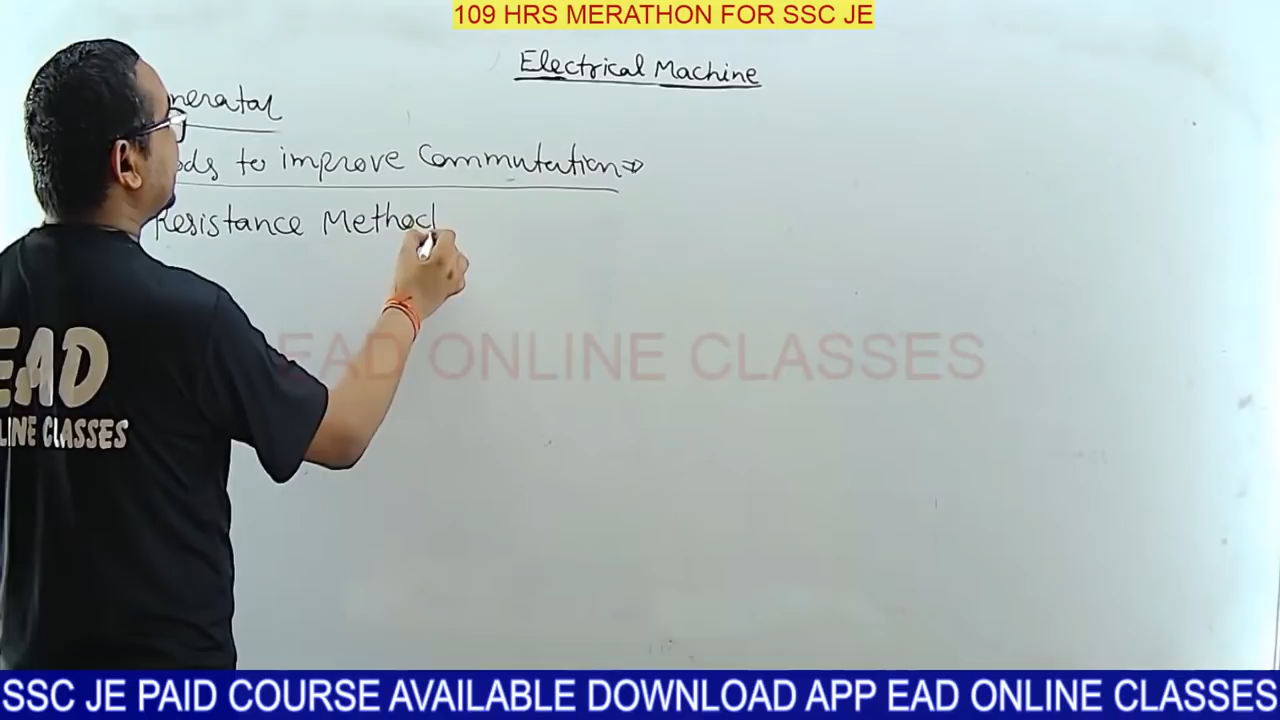 109 HRS MERATHON FOR SSC JE
Electrical Machine
nerator
ods to improve Commutation⇒
Resistance Method
EAD ONLINE CLASSES
EAD
LINE CLASSES
SSC JE PAID COURSE AVAILABLE DOWNLOAD APP EAD ONLINE CLASSES